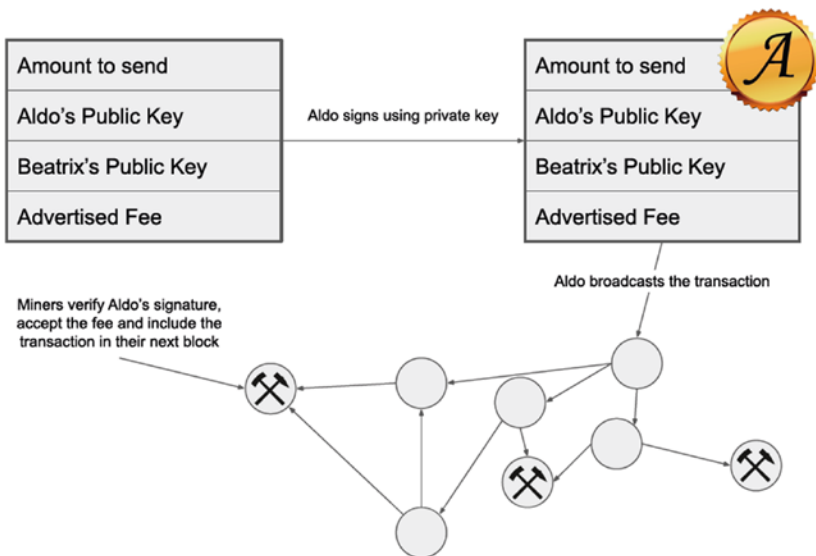 Amount to send
Aldo's Public Key
Beatrix's Public Key
Advertised Fee
Aldo signs using private key
Amount to send
Aldo's Public Key
Beatrix's Public Key
Advertised Fee
A
Aldo broadcasts the transaction
Miners verify Aldo's signature,
accept the fee and include the
transaction in their next block